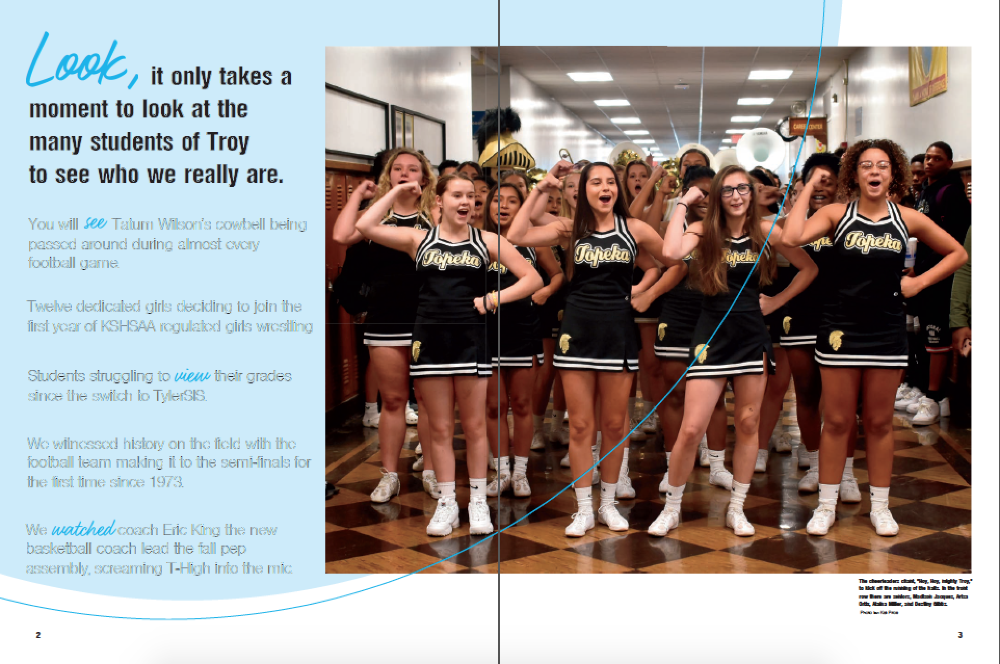 Look, it only takes a
moment to look at the
many students of Troy
to see who we really are.
You will see Tatum Wilson's cowbell being
passed around during almost every
football game.
Twelve dedicated girls deciding to join the
first year of KSHSAA regulated girls wrestling
Students struggling to view their grades
since the switch to TylerSIS.
We witnessed history on the field with the
football team making it to the semi-finals for
the first time since 1973.
We watched coach Eric King the new
basketball coach lead the fall pep
assembly, screaming T-High into the mic.
CAREER CENTER
YAMAHA
Topeka
Topeka
Topeka
Topeka
The cheerleaders chant, "Hey, Hey, mighty Troy,"
to kick off the running of the halls. In the front
row there are seniors, Madison Jacques, Ariza
Ortiz, Alaina Miller, and Destiny Gibbs.
Photo by:
2
3